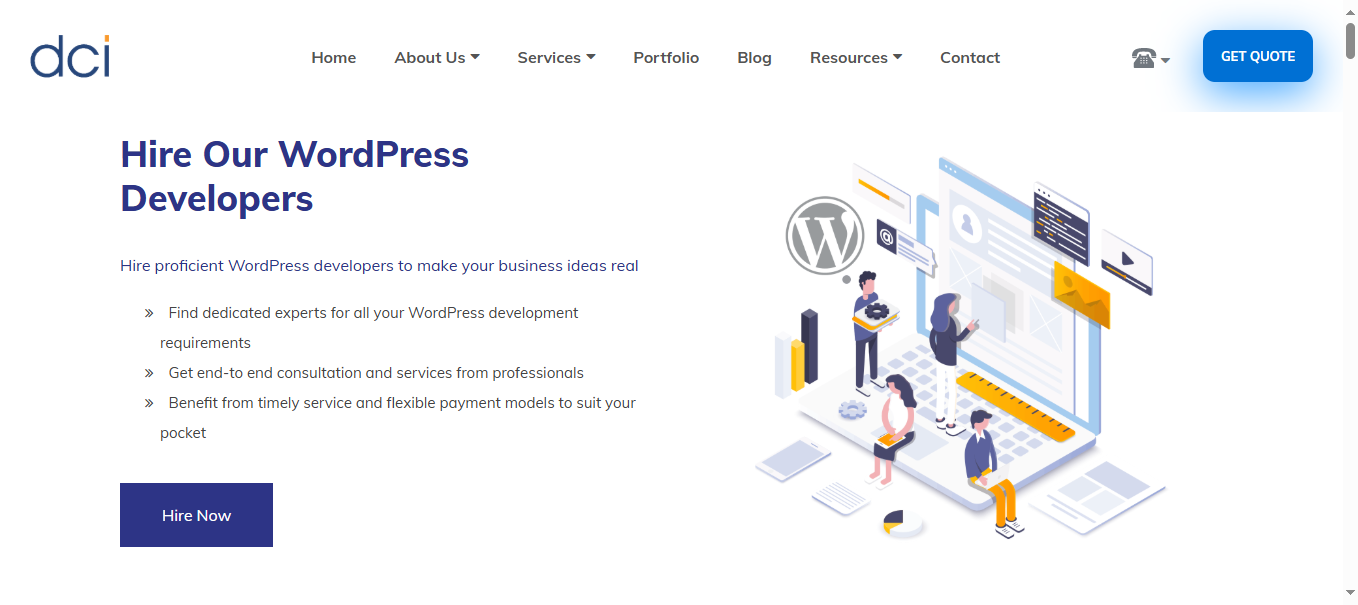 dci
Home About Us Services Portfolio Blog Resources Contact GET QUOTE
Hire Our WordPress
Developers
Hire proficient WordPress developers to make your business ideas real
» Find dedicated experts for all your WordPress development
requirements
» Get end-to end consultation and services from professionals
» Benefit from timely service and flexible payment models to suit your
pocket
Hire Now
W
@